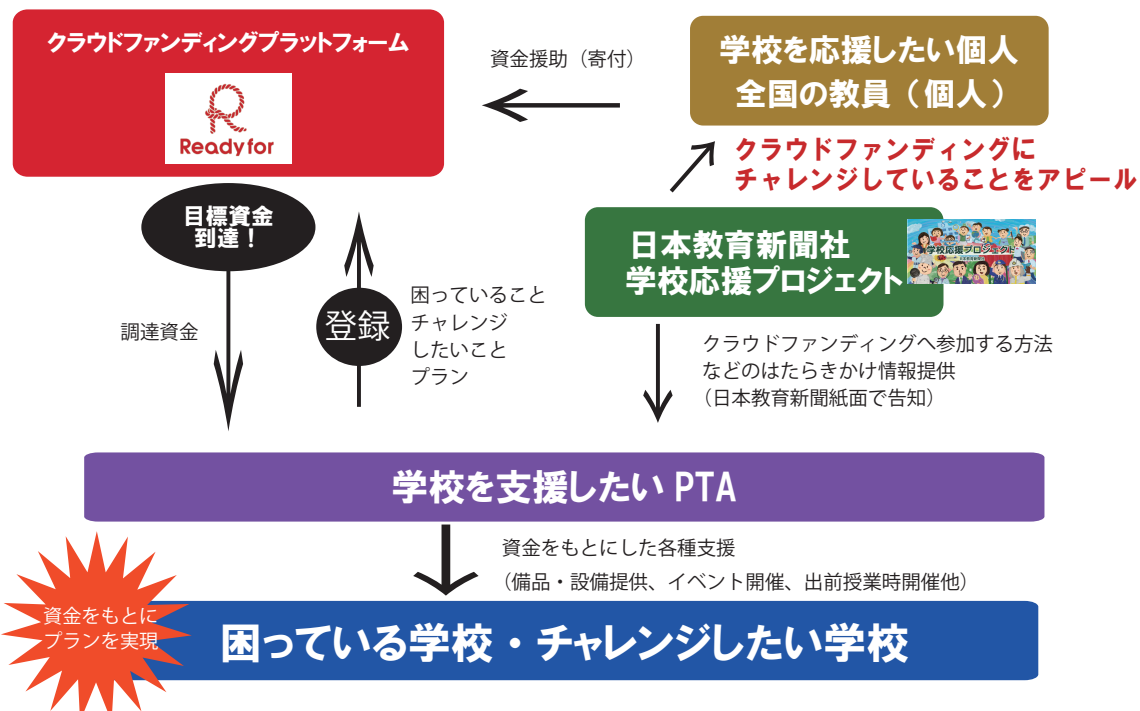 クラウドファンディングプラットフォーム
Readyfor
資金援助（寄付）
学校を応援したい個人
全国の教員（個人）
クラウドファンディングに
チャレンジしていることをアピール
目標資金
到達！
日本教育新聞社
学校応援プロジェクト
学校応援プロジェクト
調達資金
登録
困っていること
チャレンジ
したいこと
プラン
クラウドファンディングへ参加する方法
などのはたらきかけ情報提供
（日本教育新聞紙面で告知）
学校を支援したい PTA
資金をもとにした各種支援
（備品・設備提供、イベント開催、出前授業時開催他）
資金をもとに
プランを実現
困っている学校・チャレンジしたい学校